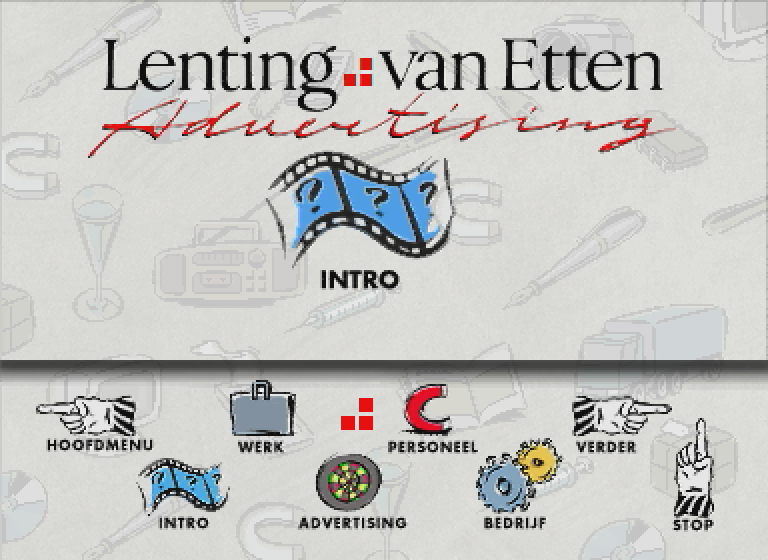 Lenting van Etten
Advertising
? ? ?
INTRO
HOOFDMENU
WERK
PERSONEEL
VERDER
INTRO
ADVERTISING
BEDRIJF
STOP